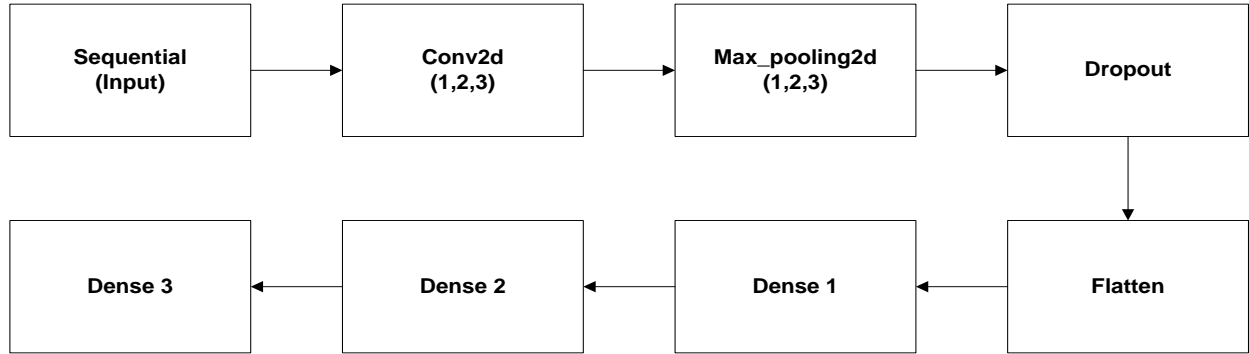 Sequential
(Input)
Conv2d
(1,2,3)
Max_pooling2d
(1,2,3)
Dropout
Dense 3
Dense 2
Dense 1
Flatten